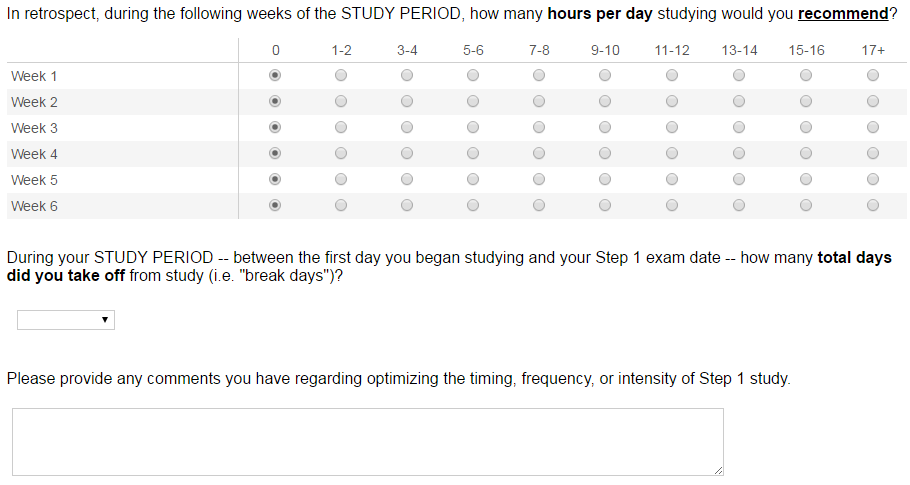 In retrospect, during the following weeks of the STUDY PERIOD, how many hours per day studying would you recommend?
0 1-2 3-4 5-6 7-8 9-10 11-12 13-14 15-16 17+
Week 1
Week 2
Week 3
Week 4
Week 5
Week 6
During your STUDY PERIOD -- between the first day you began studying and your Step 1 exam date -- how many total days
did you take off from study (i.e. "break days")?
Please provide any comments you have regarding optimizing the timing, frequency, or intensity of Step 1 study.